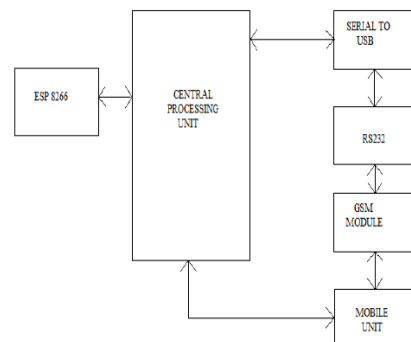 SERIAL TO
USB
ESP 8266
CENTRAL
PROCESSING
UNIT
RS232
GSM
MODULE
MOBILE
UNIT